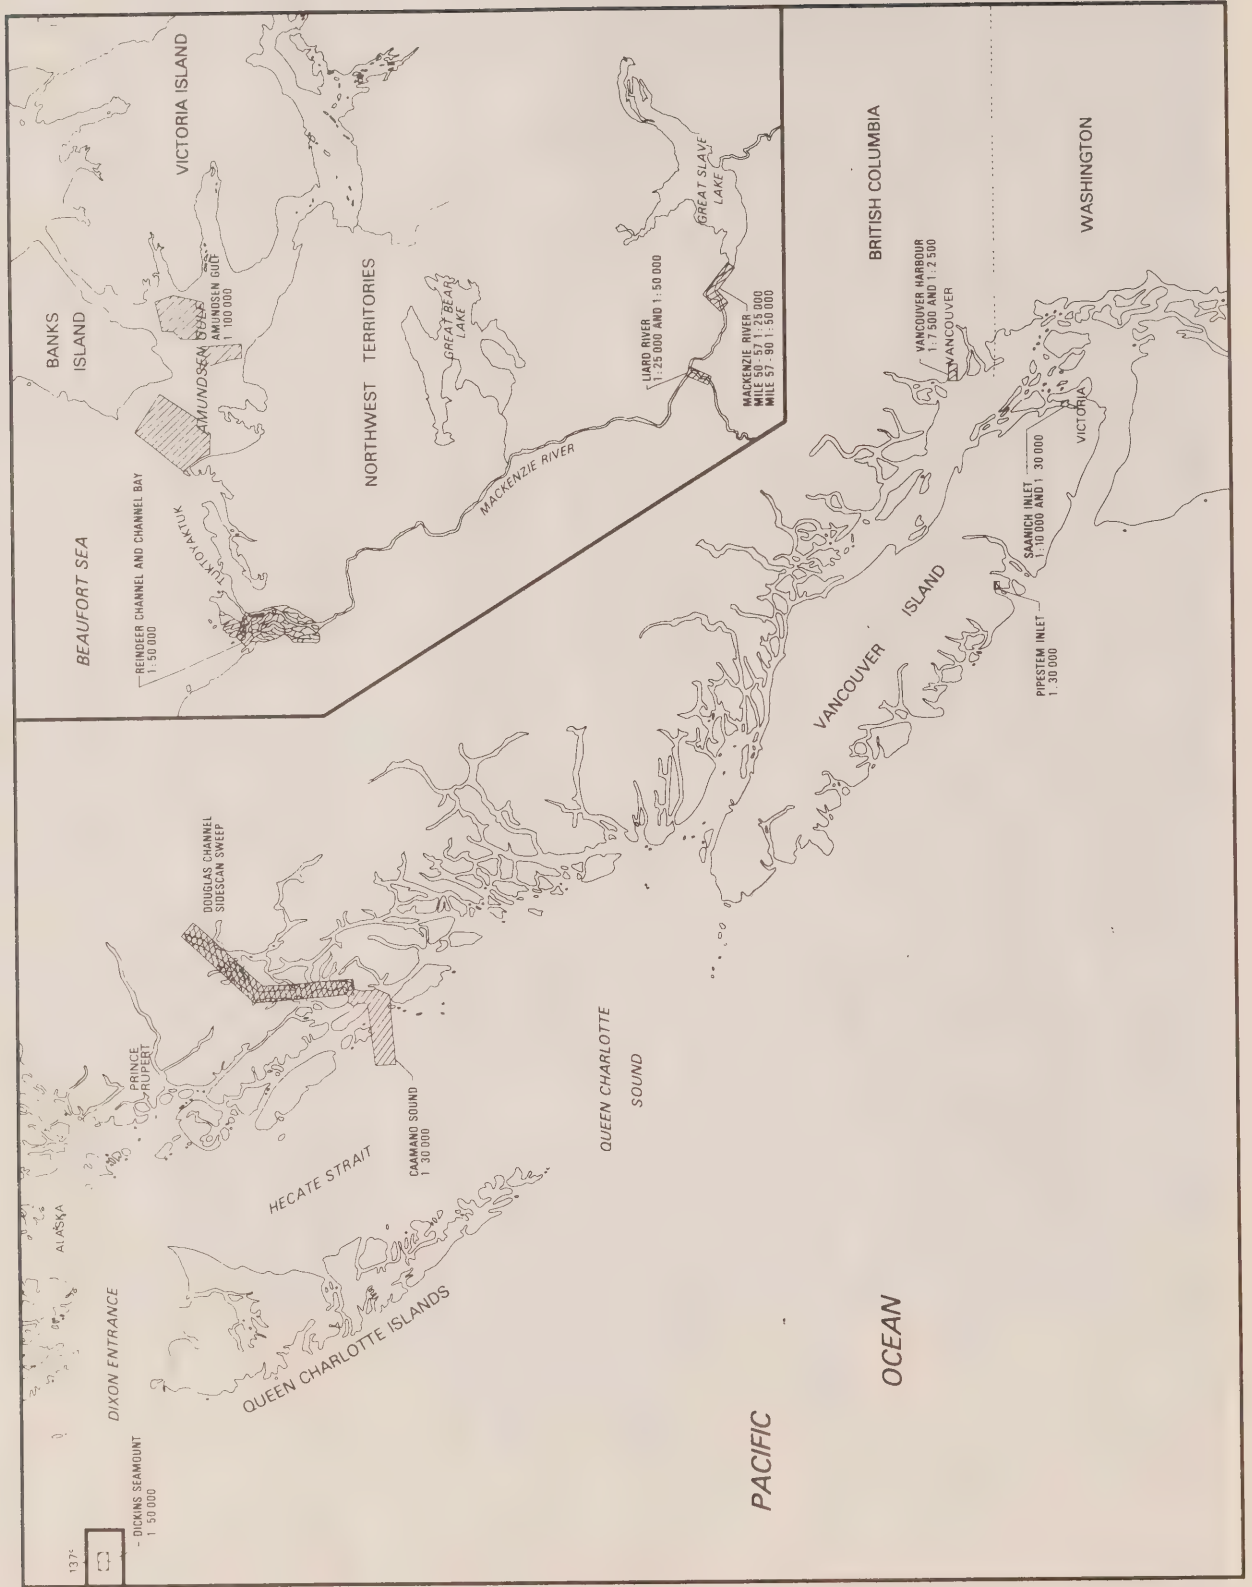 BEAUFORT SEA
BANKS
ISLAND
VICTORIA ISLAND
REINDEER CHANNEL AND CHANNEL BAY
1:50 000
TUKTOYAKTUK
AMUNDSEN GULF
AMUNDSEN GULF
1 100 000
NORTHWEST TERRITORIES
GREAT BEAR
LAKE
MACKENZIE RIVER
GREAT SLAVE
LAKE
LIARD RIVER
1:25 000 AND 1:50 000
MACKENZIE RIVER
MILE 50-57 1:25 000
MILE 57-90 1:50 000
137°
DICKINS SEAMOUNT
1 50 000
DIXON ENTRANCE
ALASKA
PRINCE
RUPERT
DOUGLAS CHANNEL
SIDESCAN SWEEP
QUEEN CHARLOTTE ISLANDS
HECATE STRAIT
CAAMANO SOUND
1 30 000
QUEEN CHARLOTTE
SOUND
PACIFIC
OCEAN
VANCOUVER ISLAND
BRITISH COLUMBIA
VANCOUVER HARBOUR
1:7 500 AND 1:2 500
VANCOUVER
PIPESTEM INLET
1.30 000
SAANICH INLET
1:10 000 AND 1 30 000
VICTORIA
WASHINGTON